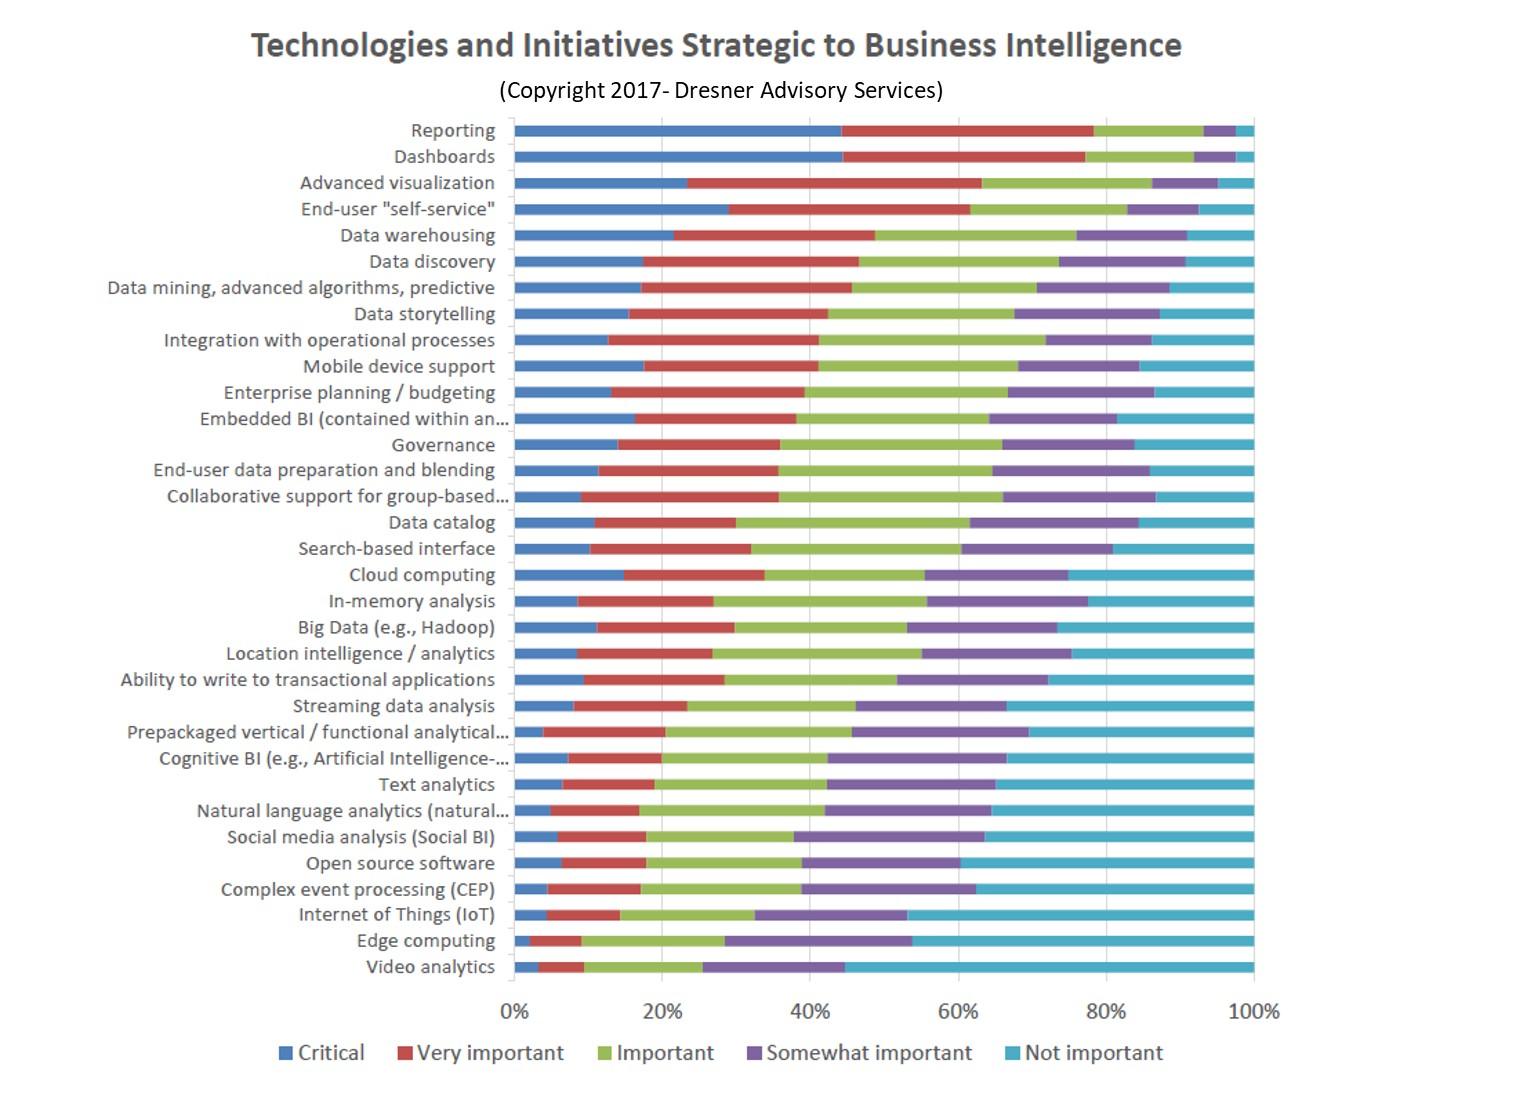 Technologies and Initiatives Strategic to Business Intelligence
(Copyright 2017- Dresner Advisory Services)
Reporting
Dashboards
Advanced visualization
End-user "self-service"
Data warehousing
Data discovery
Data mining, advanced algorithms, predictive
Data storytelling
Integration with operational processes
Mobile device support
Enterprise planning / budgeting
Embedded BI (contained within an...
Governance
End-user data preparation and blending
Collaborative support for group-based...
Data catalog
Search-based interface
Cloud computing
In-memory analysis
Big Data (e.g., Hadoop)
Location intelligence / analytics
Ability to write to transactional applications
Streaming data analysis
Prepackaged vertical / functional analytical...
Cognitive BI (e.g., Artificial Intelligence-...
Text analytics
Natural language analytics (natural...
Social media analysis (Social BI)
Open source software
Complex event processing (CEP)
Internet of Things (IoT)
Edge computing
Video analytics
0% 20% 40% 60% 80% 100%
Critical Very important Important Somewhat important Not important